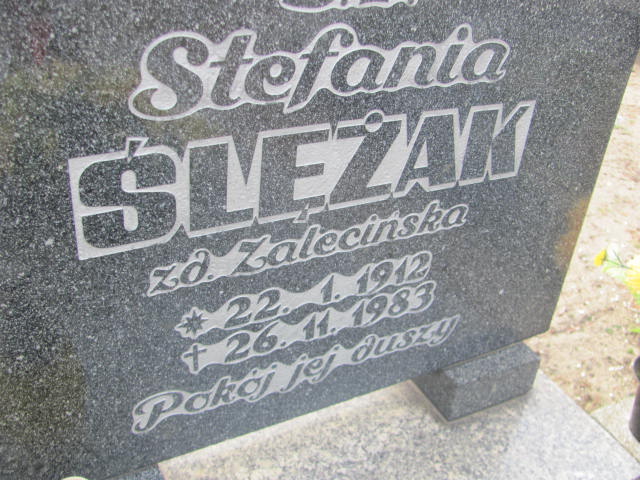 Stefania
ŚLĘŻAK
zd. Zalecińska
* 22. 1. 1912
† 26. 11. 1983
Pokój jej duszy